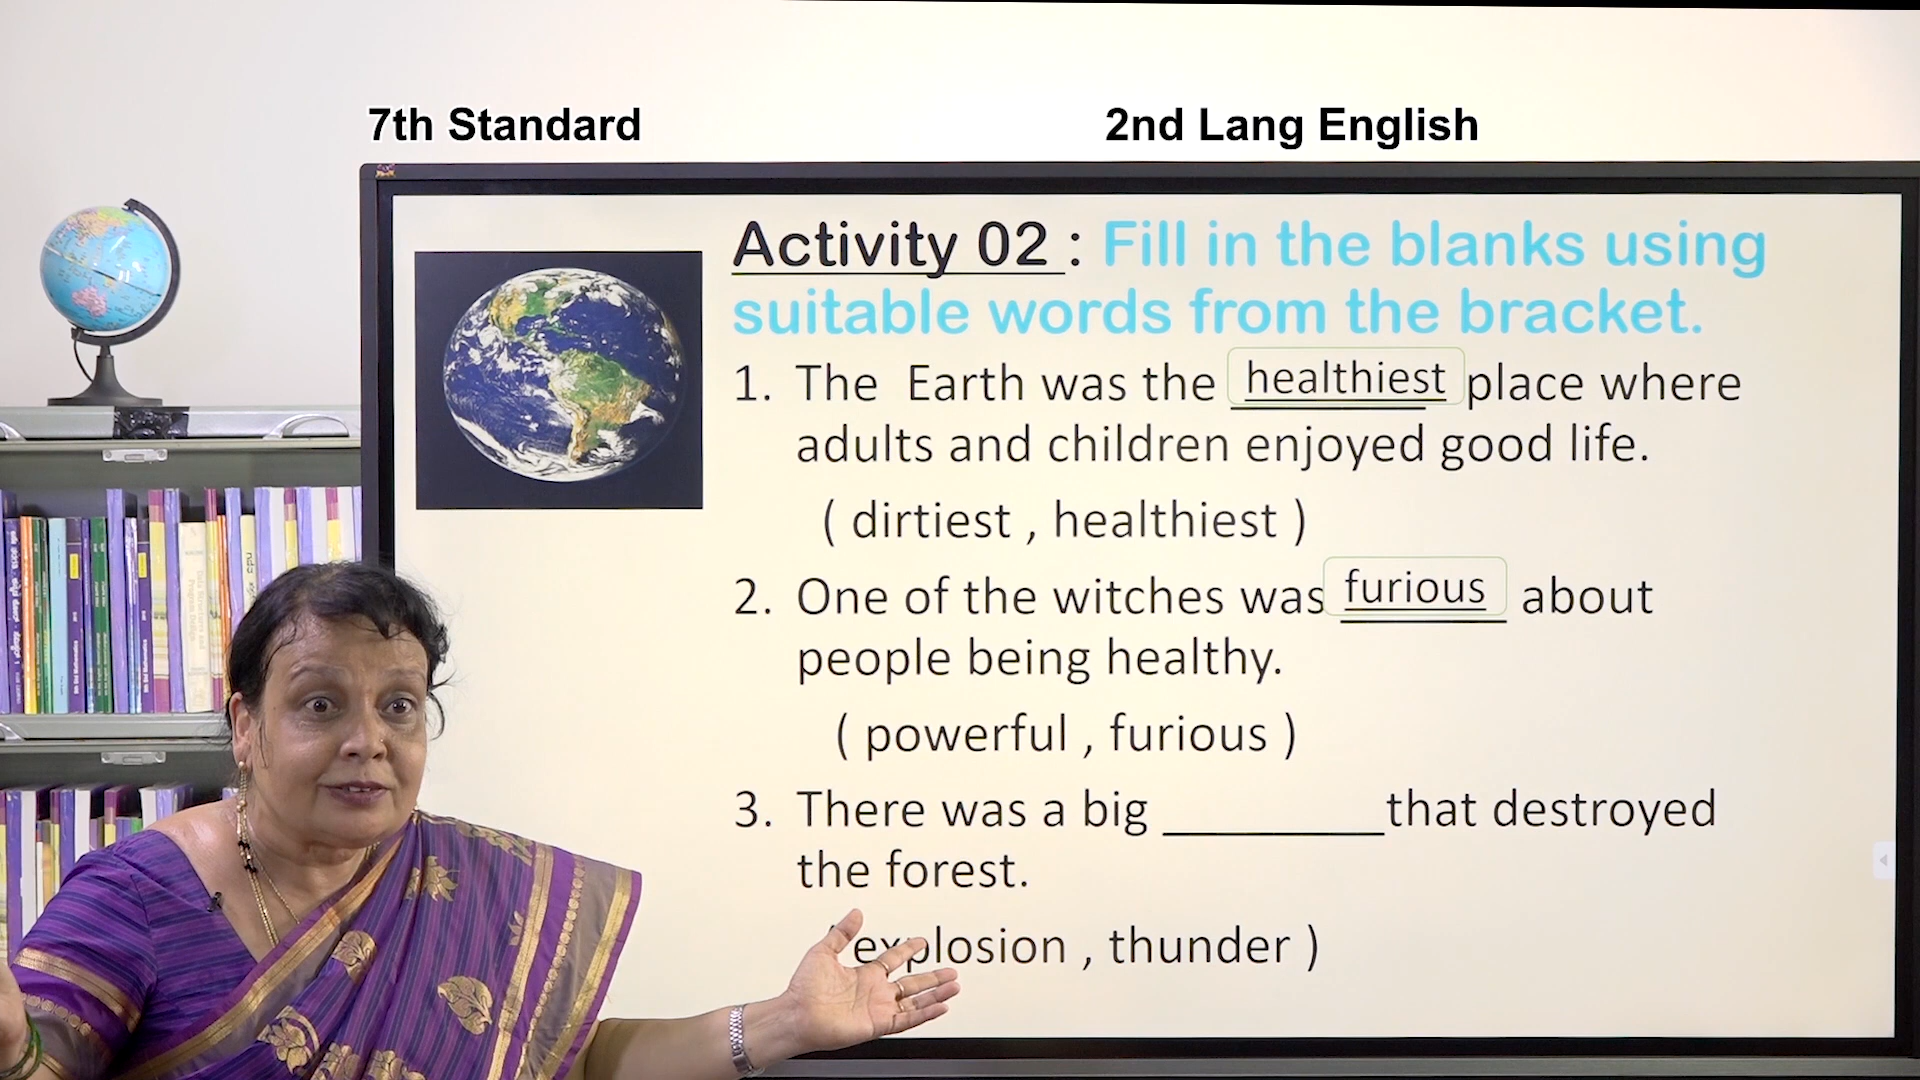 7th Standard
2nd Lang English
Activity 02 : Fill in the blanks using
suitable words from the bracket.
1. The Earth was the healthiest place where
adults and children enjoyed good life.
( dirtiest , healthiest )
2. One of the witches was furious about
people being healthy.
( powerful , furious )
3. There was a big ________ that destroyed
the forest.
( explosion , thunder )